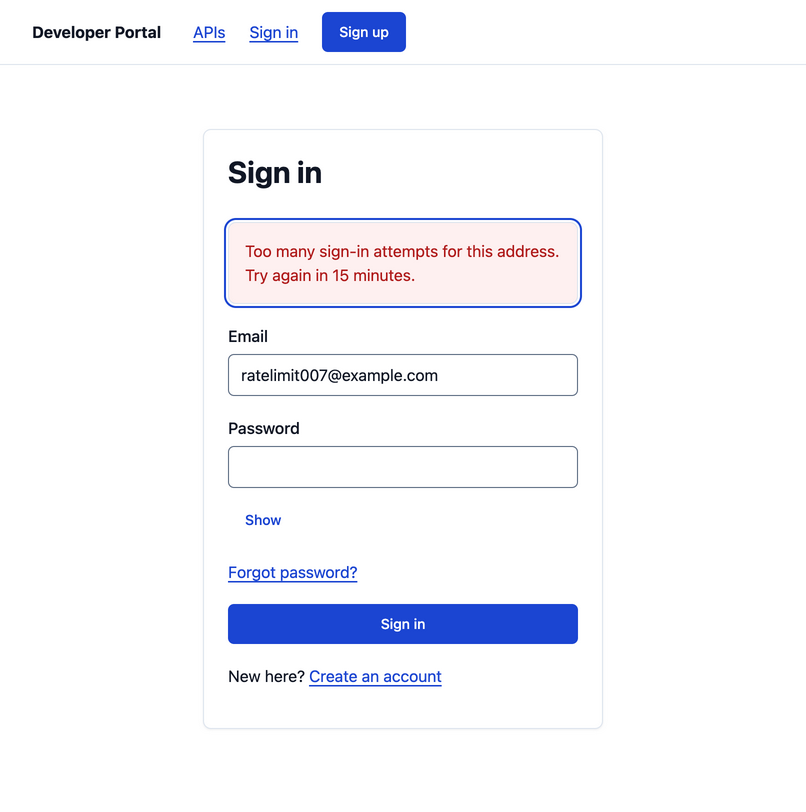 Developer Portal APIs Sign in Sign up
Sign in
Too many sign-in attempts for this address.
Try again in 15 minutes.
Email
ratelimit007@example.com
Password
Show
Forgot password?
Sign in
New here? Create an account